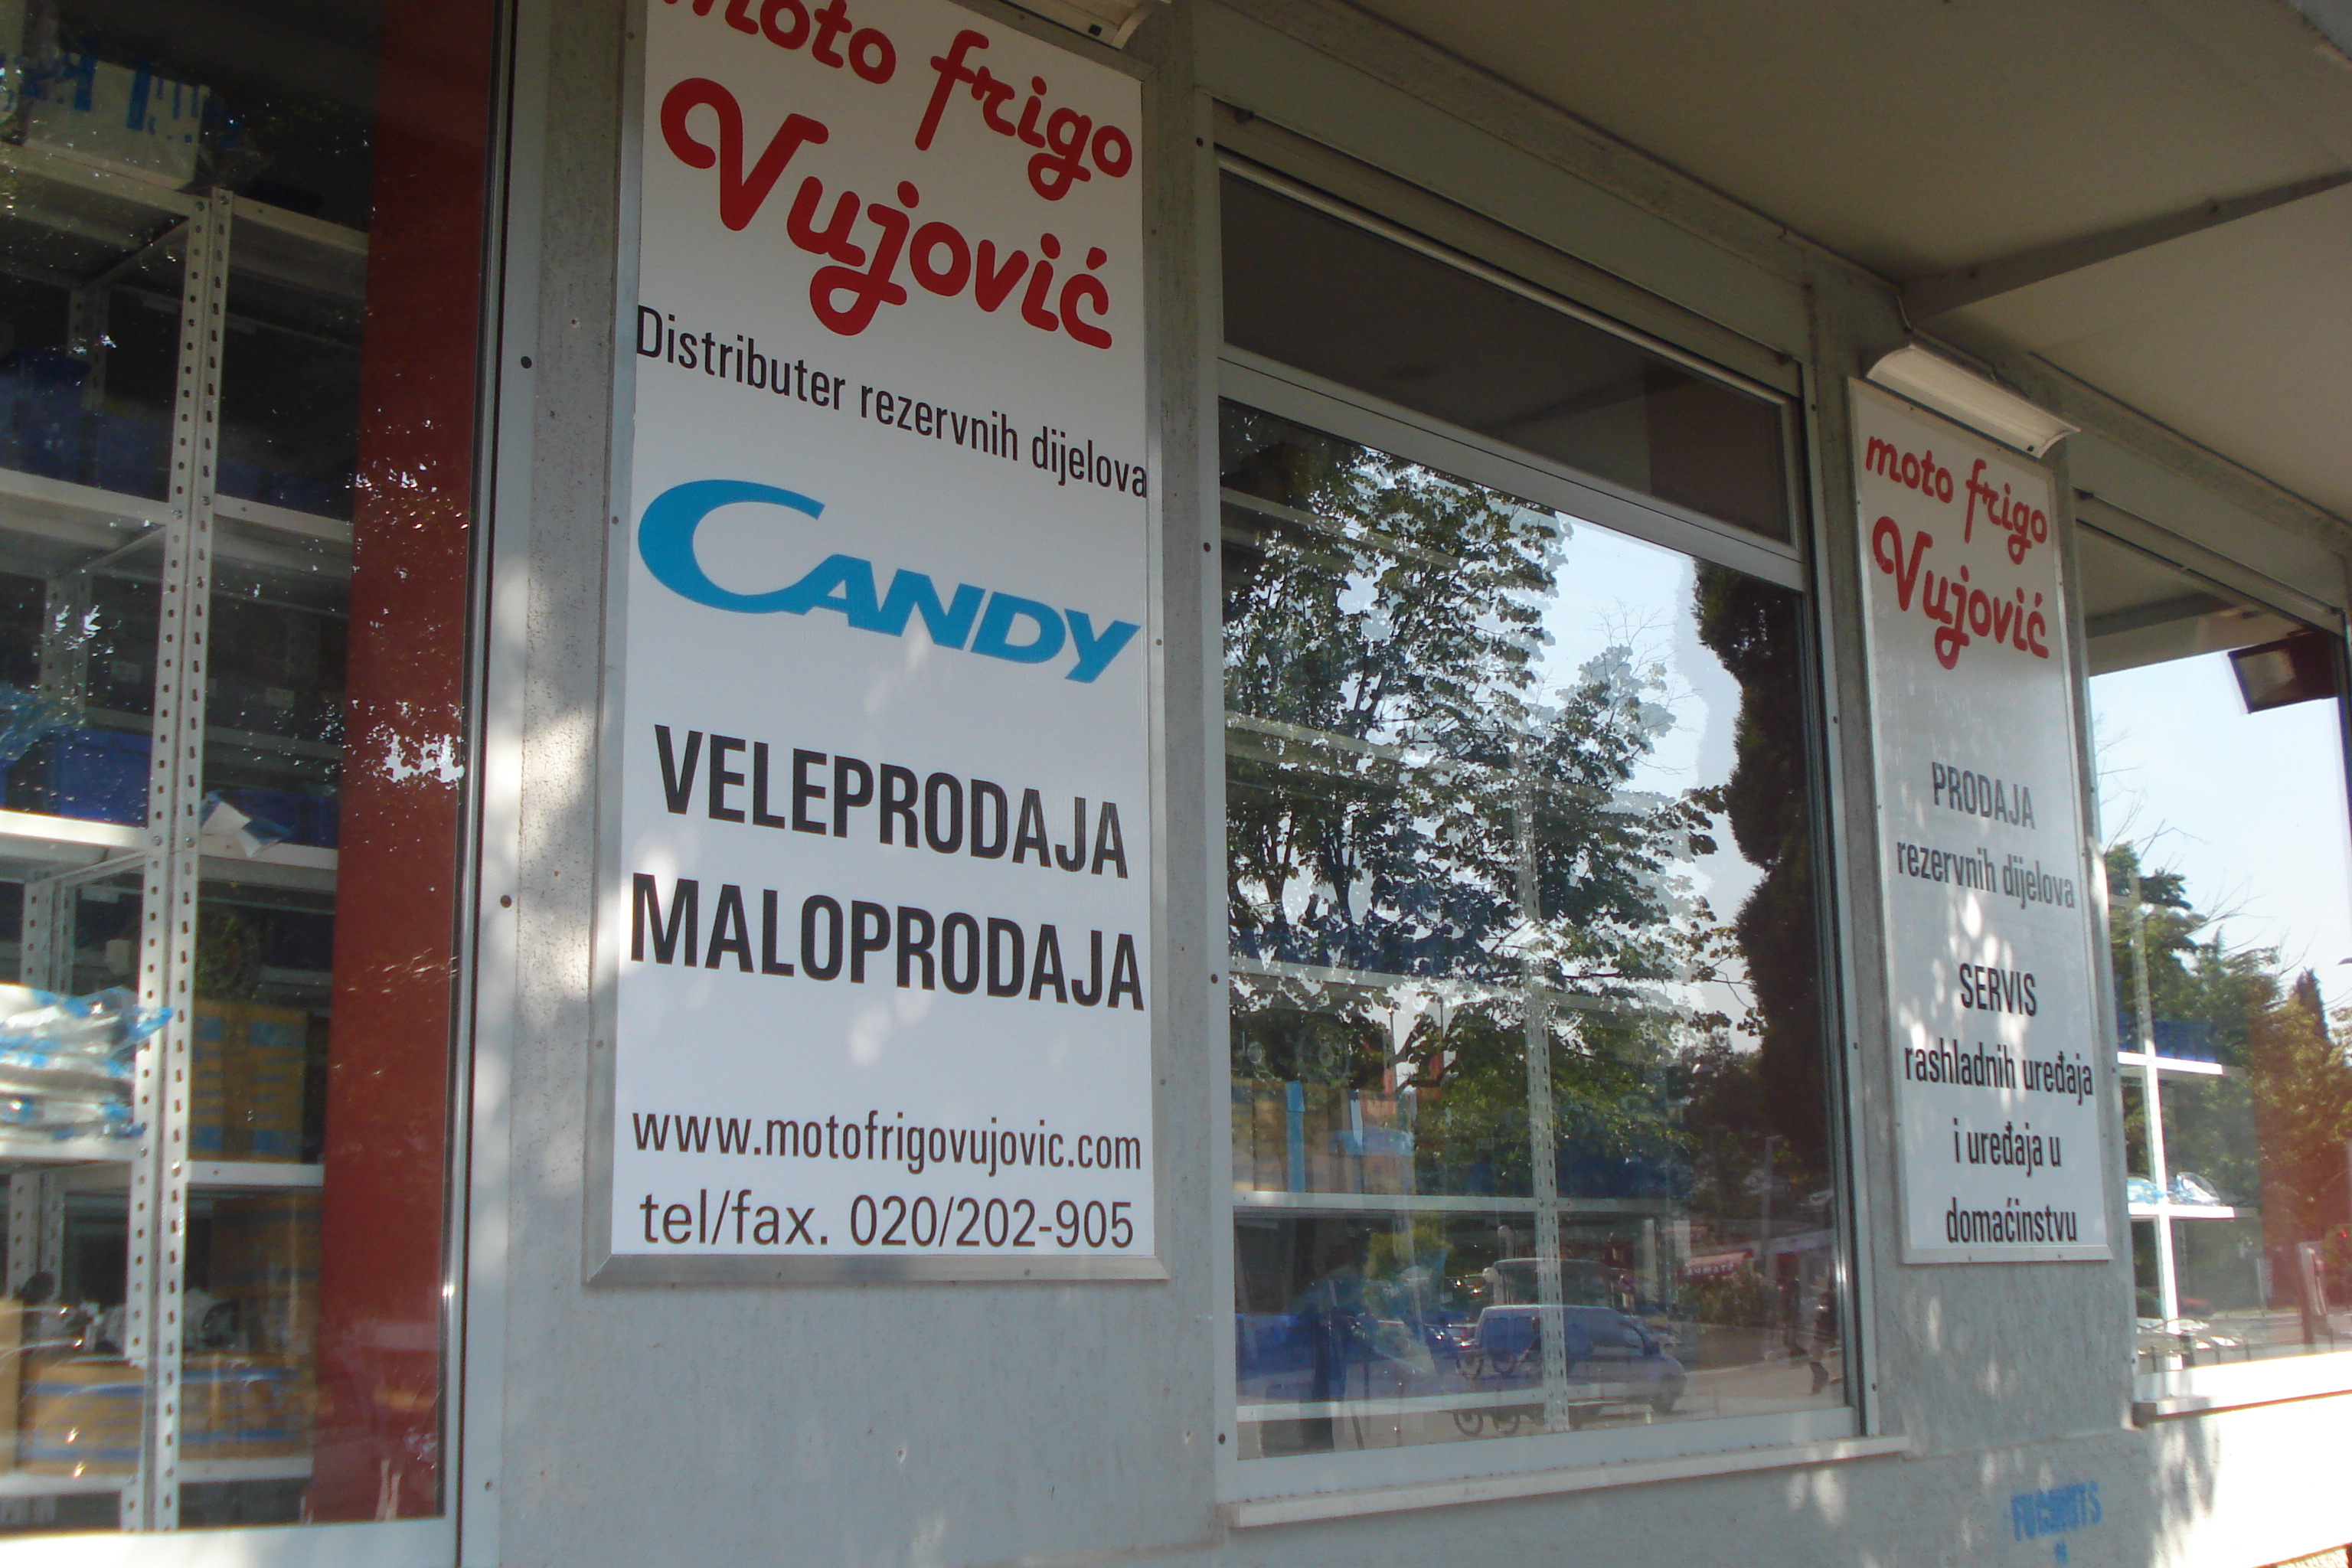 moto frigo
Vujović
Distributer rezervnih dijelova
CANDY
VELEPRODAJA
MALOPRODAJA
www.motofrigovujovic.com
tel/fax. 020/202-905
moto frigo
Vujović
PRODAJA
rezervnih dijelova
SERVIS
rashladnih uređaja
i uređaja u
domaćinstvu